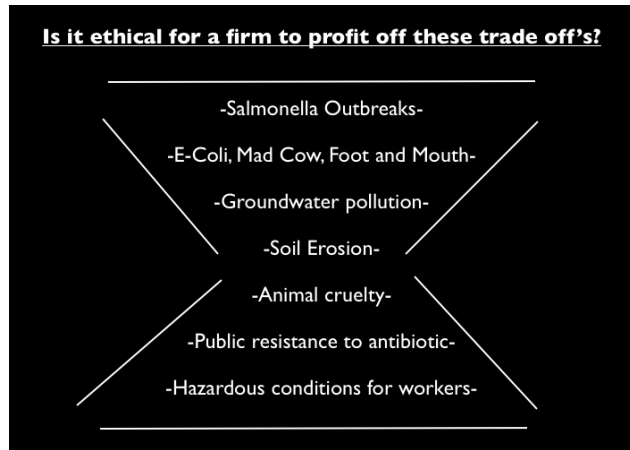 Is it ethical for a firm to profit off these trade off's?
-Salmonella Outbreaks-
-E-Coli, Mad Cow, Foot and Mouth-
-Groundwater pollution-
-Soil Erosion-
-Animal cruelty-
-Public resistance to antibiotic-
-Hazardous conditions for workers-